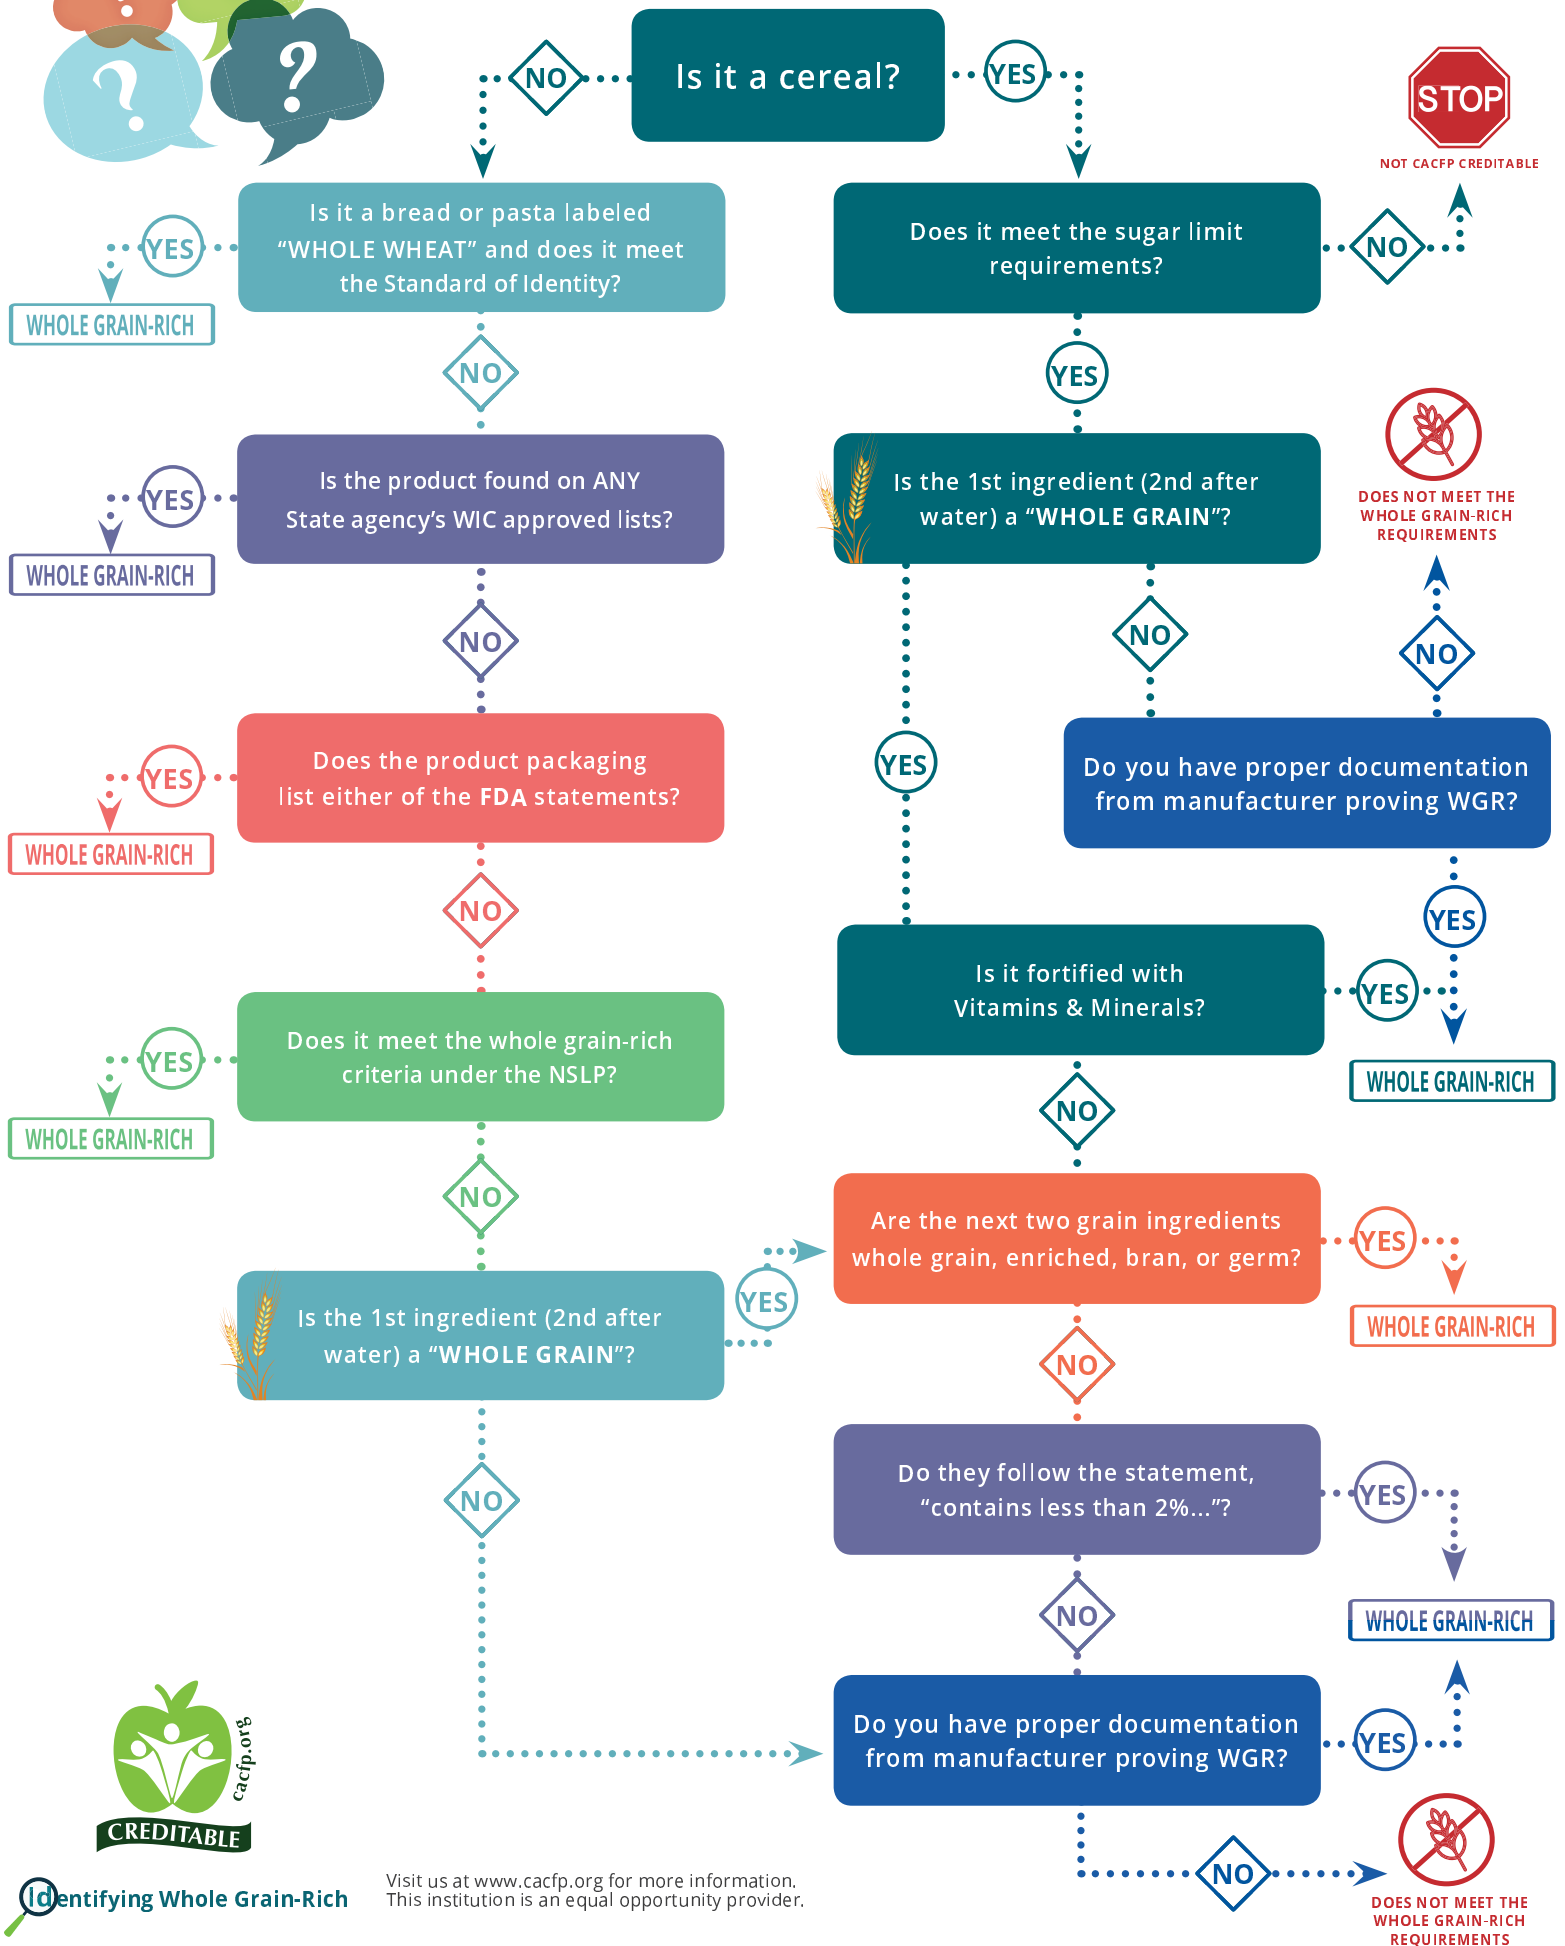 ?
?
?
Is it a cereal?
NO
YES
STOP
NOT CACFP CREDITABLE
Is it a bread or pasta labeled
“WHOLE WHEAT” and does it meet
the Standard of Identity?
YES
WHOLE GRAIN-RICH
NO
Does it meet the sugar limit
requirements?
NO
YES
Is the product found on ANY
State agency’s WIC approved lists?
YES
WHOLE GRAIN-RICH
NO
Is the 1st ingredient (2nd after
water) a “WHOLE GRAIN”?
YES
NO
DOES NOT MEET THE
WHOLE GRAIN-RICH
REQUIREMENTS
NO
Does the product packaging
list either of the FDA statements?
YES
WHOLE GRAIN-RICH
NO
Do you have proper documentation
from manufacturer proving WGR?
YES
Does it meet the whole grain-rich
criteria under the NSLP?
YES
WHOLE GRAIN-RICH
NO
Is it fortified with
Vitamins & Minerals?
YES
WHOLE GRAIN-RICH
NO
Is the 1st ingredient (2nd after
water) a “WHOLE GRAIN”?
YES
NO
Are the next two grain ingredients
whole grain, enriched, bran, or germ?
YES
WHOLE GRAIN-RICH
NO
Do they follow the statement,
“contains less than 2%...”?
YES
WHOLE GRAIN-RICH
NO
Do you have proper documentation
from manufacturer proving WGR?
YES
NO
DOES NOT MEET THE
WHOLE GRAIN-RICH
REQUIREMENTS
cacfp.org
CREDITABLE
Identifying Whole Grain-Rich
Visit us at www.cacfp.org for more information.
This institution is an equal opportunity provider.